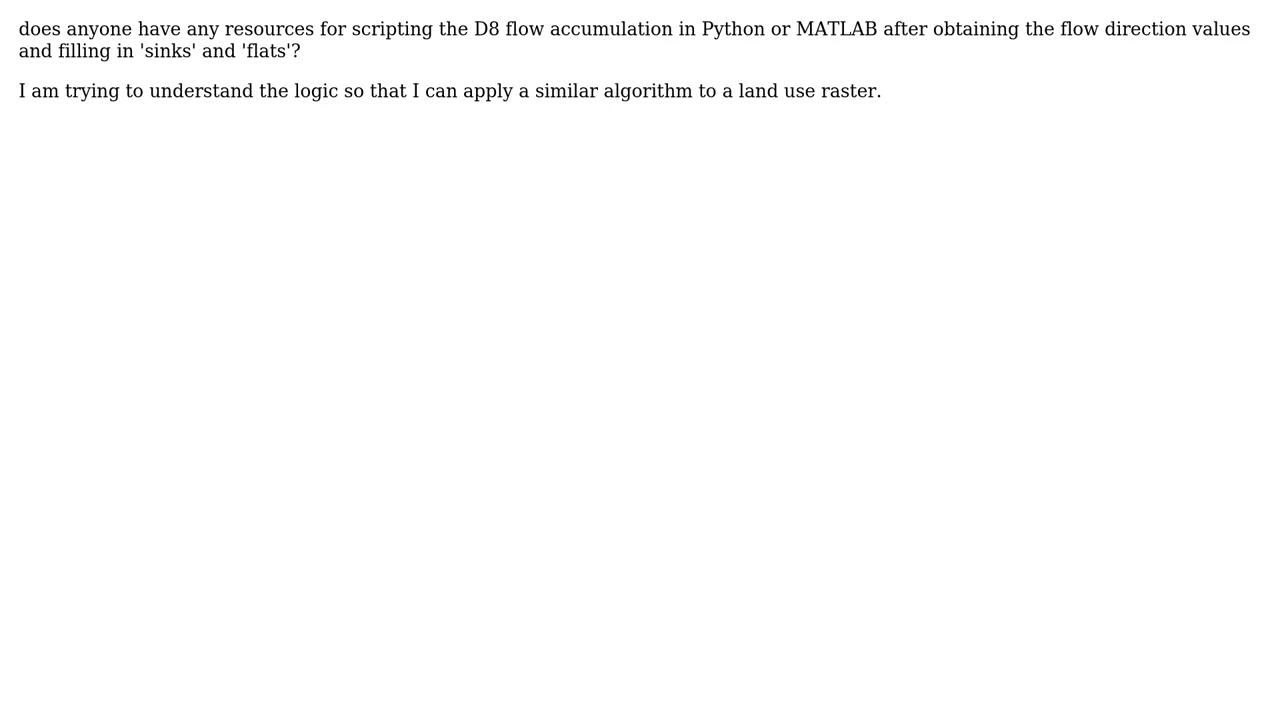 does anyone have any resources for scripting the D8 flow accumulation in Python or MATLAB after obtaining the flow direction values
and filling in 'sinks' and 'flats'?
I am trying to understand the logic so that I can apply a similar algorithm to a land use raster.